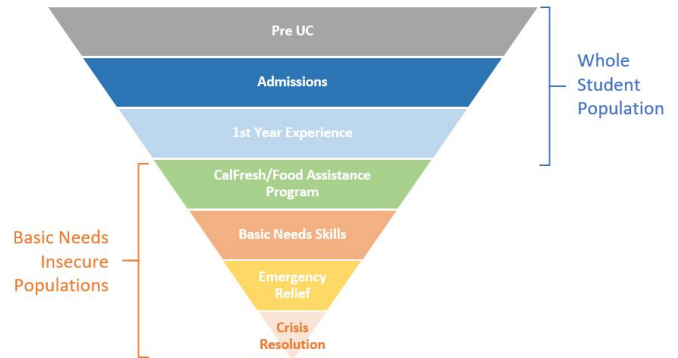 Pre UC
Admissions
1st Year Experience
Whole
Student
Population
CalFresh/Food Assistance
Program
Basic Needs Skills
Emergency
Relief
Crisis
Resolution
Basic Needs
Insecure
Populations